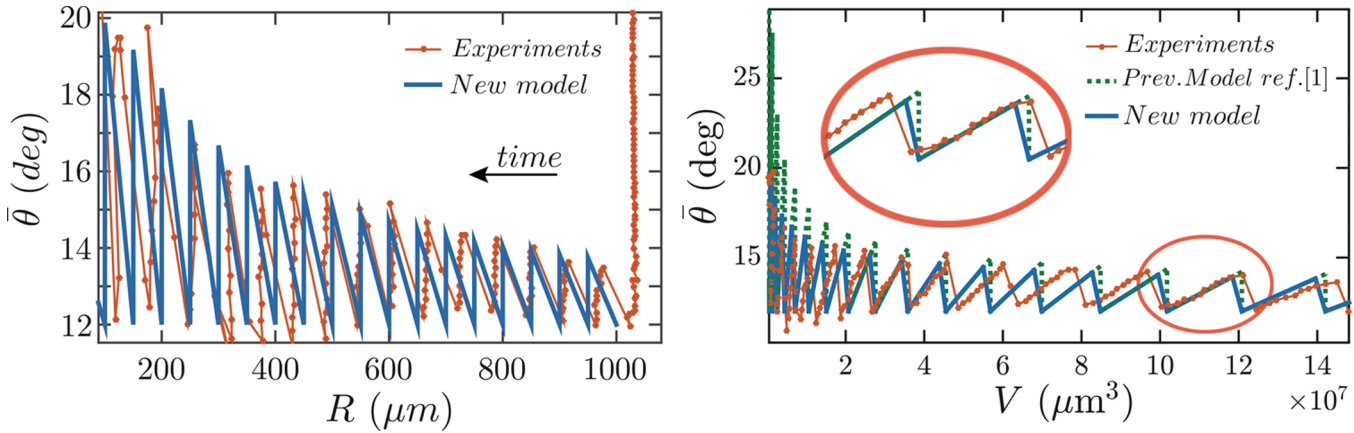 20
18
16
14
12
θ̄ (deg)
Experiments
New model
time
200
400
600
800
1000
R (μm)
25
20
15
θ̄ (deg)
Experiments
Prev.Model ref.[1]
New model
2
4
6
8
10
12
14
×10⁷
V (μm³)